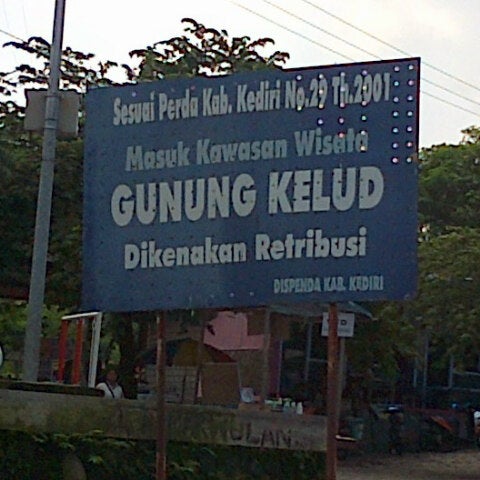 Sesuai Perda Kab. Kediri No.29 Th.2001
Masuk Kawasan Wisata
GUNUNG KELUD
Dikenakan Retribusi
DISPENDA KAB. KEDIRI